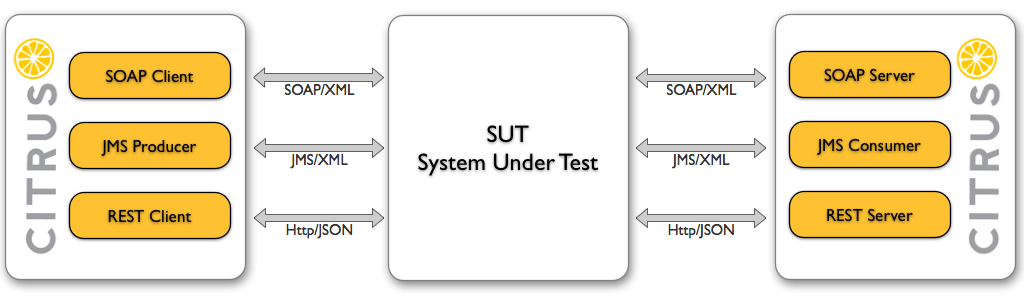 CITRUS
SOAP Client
JMS Producer
REST Client
SOAP/XML
JMS/XML
Http/JSON
SUT
System Under Test
SOAP/XML
JMS/XML
Http/JSON
SOAP Server
JMS Consumer
REST Server
CITRUS